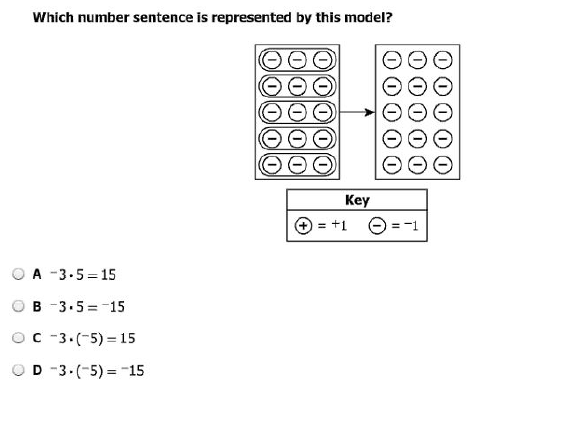 Which number sentence is represented by this model?
⊖ ⊖ ⊖ ⊖ ⊖ ⊖
⊖ ⊖ ⊖ ⊖ ⊖ ⊖
⊖ ⊖ ⊖ ⊖ ⊖ ⊖
⊖ ⊖ ⊖ ⊖ ⊖ ⊖
⊖ ⊖ ⊖ ⊖ ⊖ ⊖
Key
⊕ = ⁺1 ⊖ = ⁻1
A ⁻3·5=15
B ⁻3·5=⁻15
C ⁻3·(⁻5)=15
D ⁻3·(⁻5)=⁻15